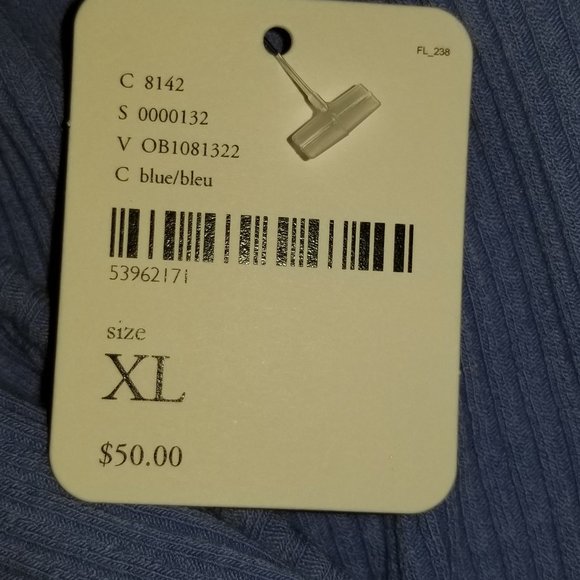 FL_238
C 8142
S 0000132
V OB1081322
C blue/bleu
53962171
size
XL
$50.00